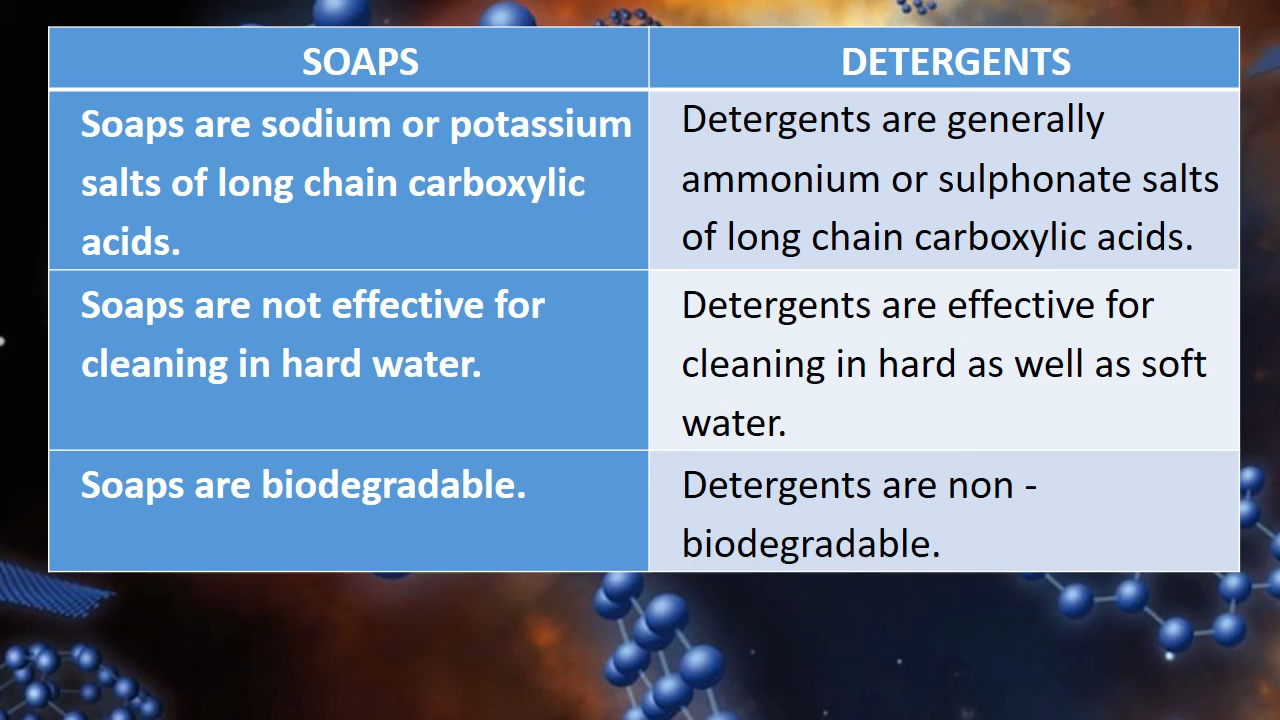 SOAPS
DETERGENTS
Soaps are sodium or potassium
salts of long chain carboxylic
acids.
Detergents are generally
ammonium or sulphonate salts
of long chain carboxylic acids.
Soaps are not effective for
cleaning in hard water.
Detergents are effective for
cleaning in hard as well as soft
water.
Soaps are biodegradable.
Detergents are non -
biodegradable.